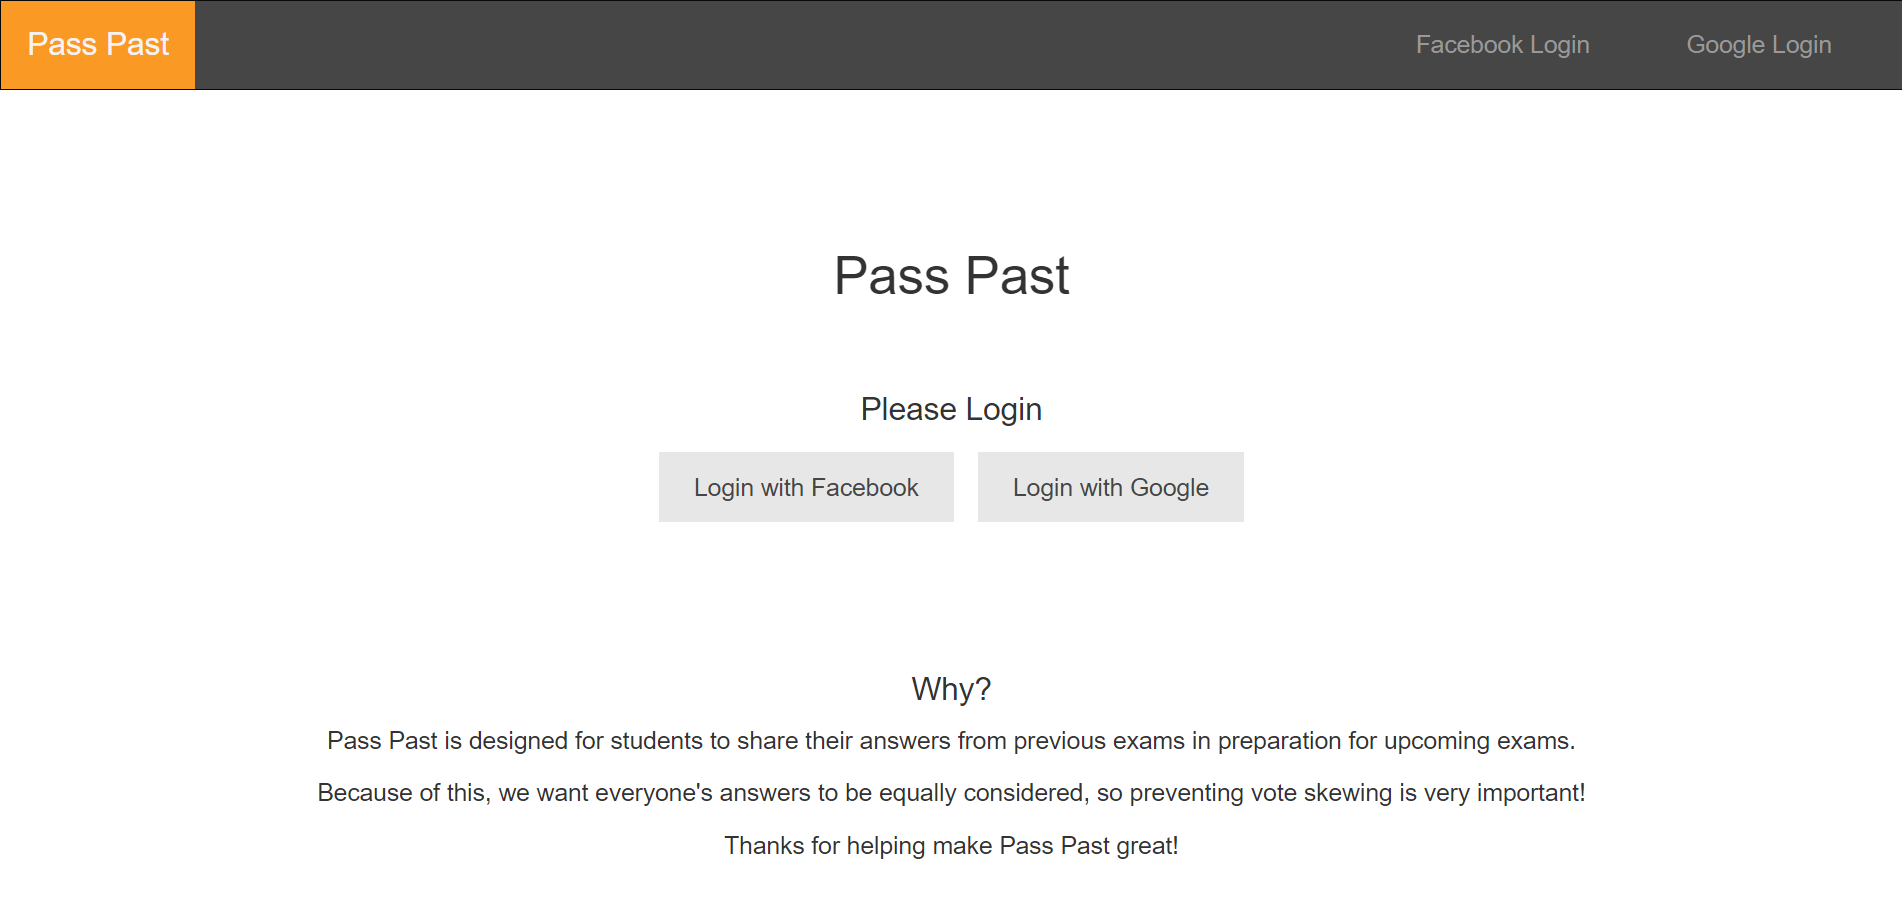 Pass Past
Facebook Login
Google Login
Pass Past
Please Login
Login with Facebook
Login with Google
Why?
Pass Past is designed for students to share their answers from previous exams in preparation for upcoming exams.
Because of this, we want everyone's answers to be equally considered, so preventing vote skewing is very important!
Thanks for helping make Pass Past great!